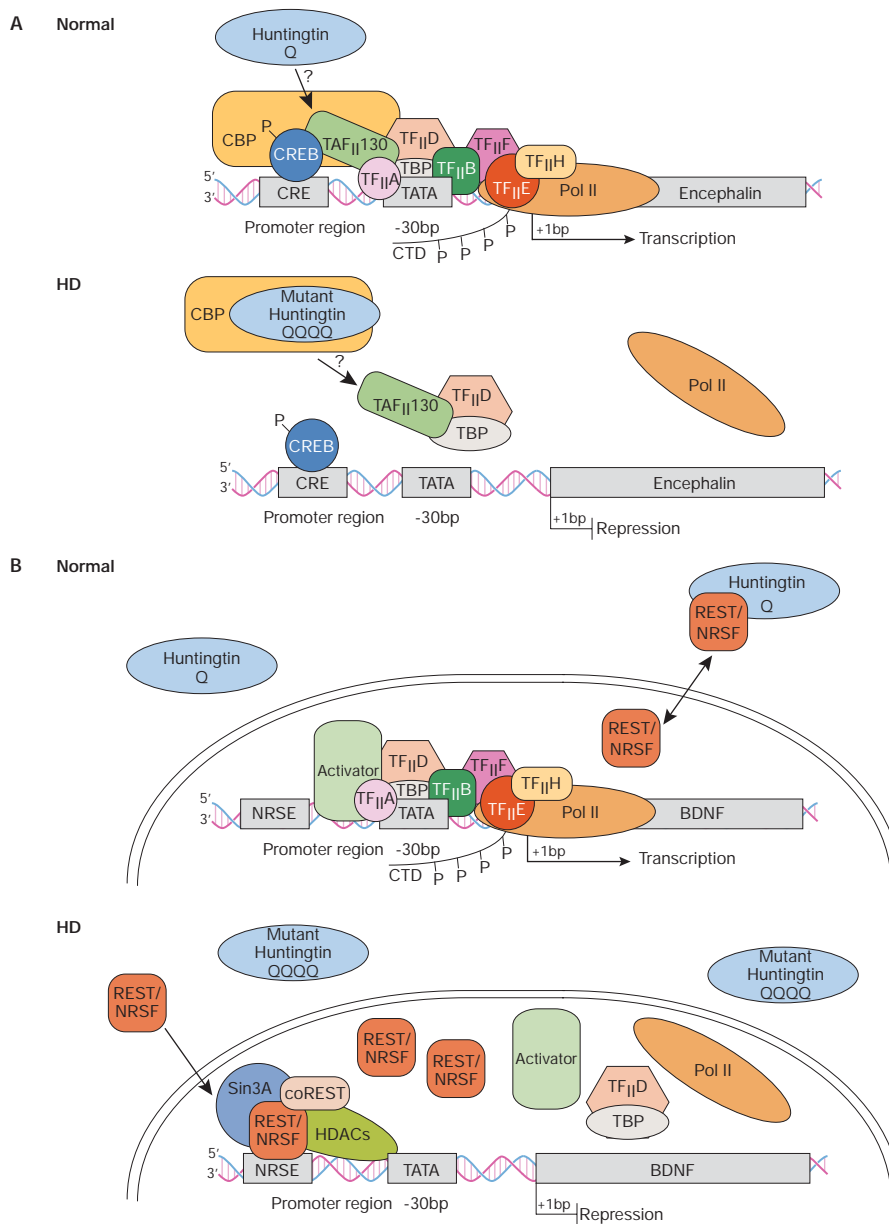 A Normal
Huntingtin
Q
?
CBP
P
CREB
TAFII130
TFIID
TFIIF
TFIIH
TBP
TFIIB
TFIIA
TFIIE
Pol II
5′
3′
CRE
TATA
Encephalin
Promoter region -30bp
CTD P P P P
+1bp
Transcription
HD
CBP
Mutant
Huntingtin
QQQQ
?
TAFII130
TFIID
TBP
Pol II
P
CREB
5′
3′
CRE
TATA
Encephalin
Promoter region -30bp
+1bp
Repression
B Normal
Huntingtin
Q
REST/
NRSF
Huntingtin
Q
REST/
NRSF
Activator
TFIID
TFIIF
TFIIH
TBP
TFIIB
TFIIA
TFIIE
Pol II
5′
3′
NRSE
TATA
BDNF
Promoter region -30bp
CTD P P P P
+1bp
Transcription
HD
Mutant
Huntingtin
QQQQ
Mutant
Huntingtin
QQQQ
REST/
NRSF
REST/
NRSF
REST/
NRSF
Activator
Pol II
TFIID
TBP
Sin3A
coREST
REST/
NRSF
HDACs
5′
3′
NRSE
TATA
BDNF
Promoter region -30bp
+1bp
Repression